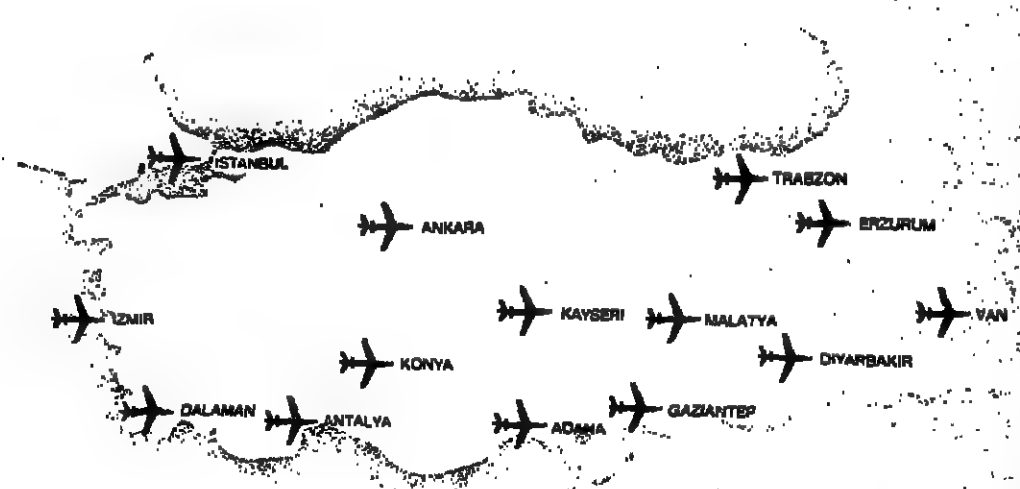 ISTANBUL
TRABZON
ANKARA
ERZURUM
IZMIR
KAYSERI
MALATYA
VAN
KONYA
DIYARBAKIR
DALAMAN
ANTALYA
ADANA
GAZIANTEP